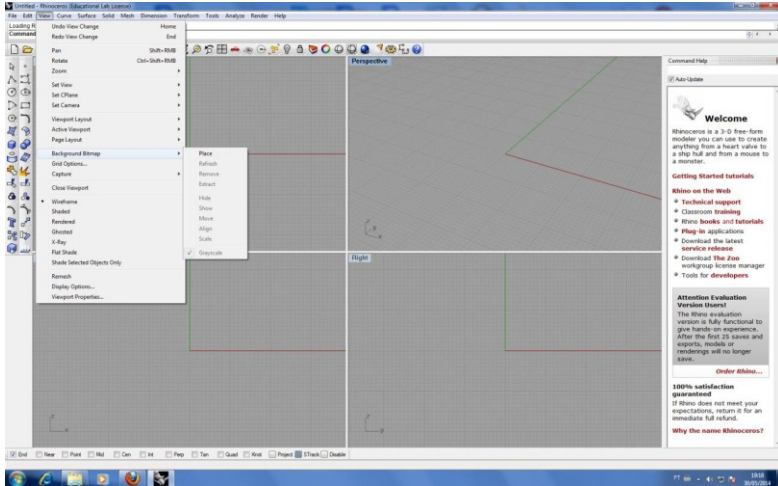 Untitled - Rhinoceros (Educational Lab License)
File Edit View Curve Surface Solid Mesh Dimension Transform Tools Analyze Render Help
Loading R
Command
Undo View Change Home
Redo View Change End
Pan Shift+RMB
Rotate Ctrl+Shift+RMB
Zoom
Set View
Set CPlane
Set Camera
Viewport Layout
Active Viewport
Page Layout
Background Bitmap
Grid Options...
Capture
Close Viewport
Wireframe
Shaded
Rendered
Ghosted
X-Ray
Flat Shade
Shade Selected Objects Only
Remesh
Display Options...
Viewport Properties...
Place
Refresh
Remove
Extract
Hide
Show
Move
Align
Scale
Grayscale
Perspective
Right
Command Help
Auto-Update
Welcome
Rhinoceros is a 3-D free-form
modeler you can use to create
anything from a heart valve to
a ship hull and from a mouse to
a monster.
Getting Started tutorials
Rhino on the Web
Technical support
Classroom training
Rhino books and tutorials
Plug-in applications
Download the latest
service release
Download The Zoo
workgroup license manager
Tools for developers
Attention Evaluation
Version Users!
The Rhino evaluation
version is fully functional to
give hands-on experience.
After the first 25 saves and
exports, models or
renderings will no longer
save.
Order Rhino...
100% satisfaction
guaranteed
If Rhino does not meet your
expectations, return it for an
immediate full refund.
Why the name Rhinoceros?
End Near Point Mid Cen Int Perp Tan Quad Knot Project STrack Disable
PT
19:18
30/05/2014